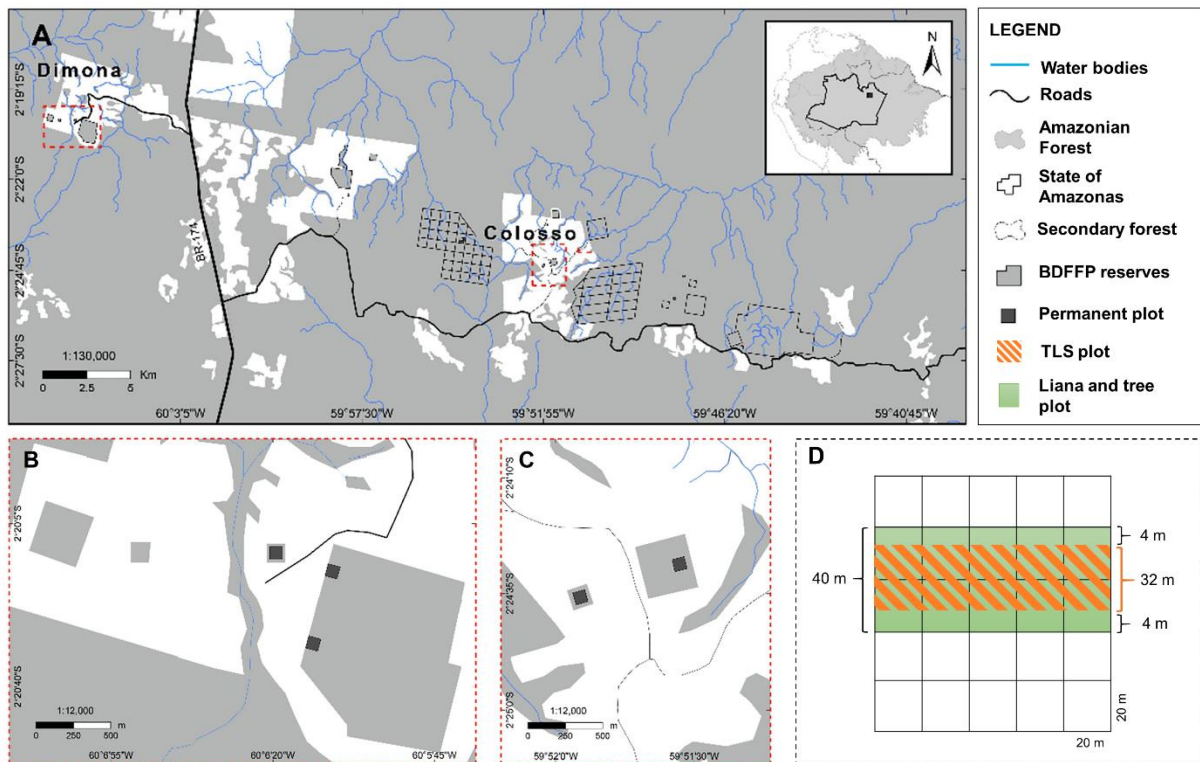 A
Dimona
Colosso
BR-174
2°19'15"S
2°22'0"S
2°24'45"S
2°27'30"S
1:130,000
0 2.5 5 Km
60°3'5"W
59°57'30"W
59°51'55"W
59°46'20"W
59°40'45"W
N
LEGEND
Water bodies
Roads
Amazonian
Forest
State of
Amazonas
Secondary forest
BDFFP reserves
Permanent plot
TLS plot
Liana and tree
plot
B
2°20'5"S
2°20'40"S
1:12,000
0 250 500 m
60°6'55"W
60°6'20"W
60°5'45"W
C
2°24'10"S
2°24'35"S
2°25'0"S
1:12,000
0 250 500 m
59°52'0"W
59°51'30"W
D
40 m
4 m
32 m
4 m
20 m
20 m